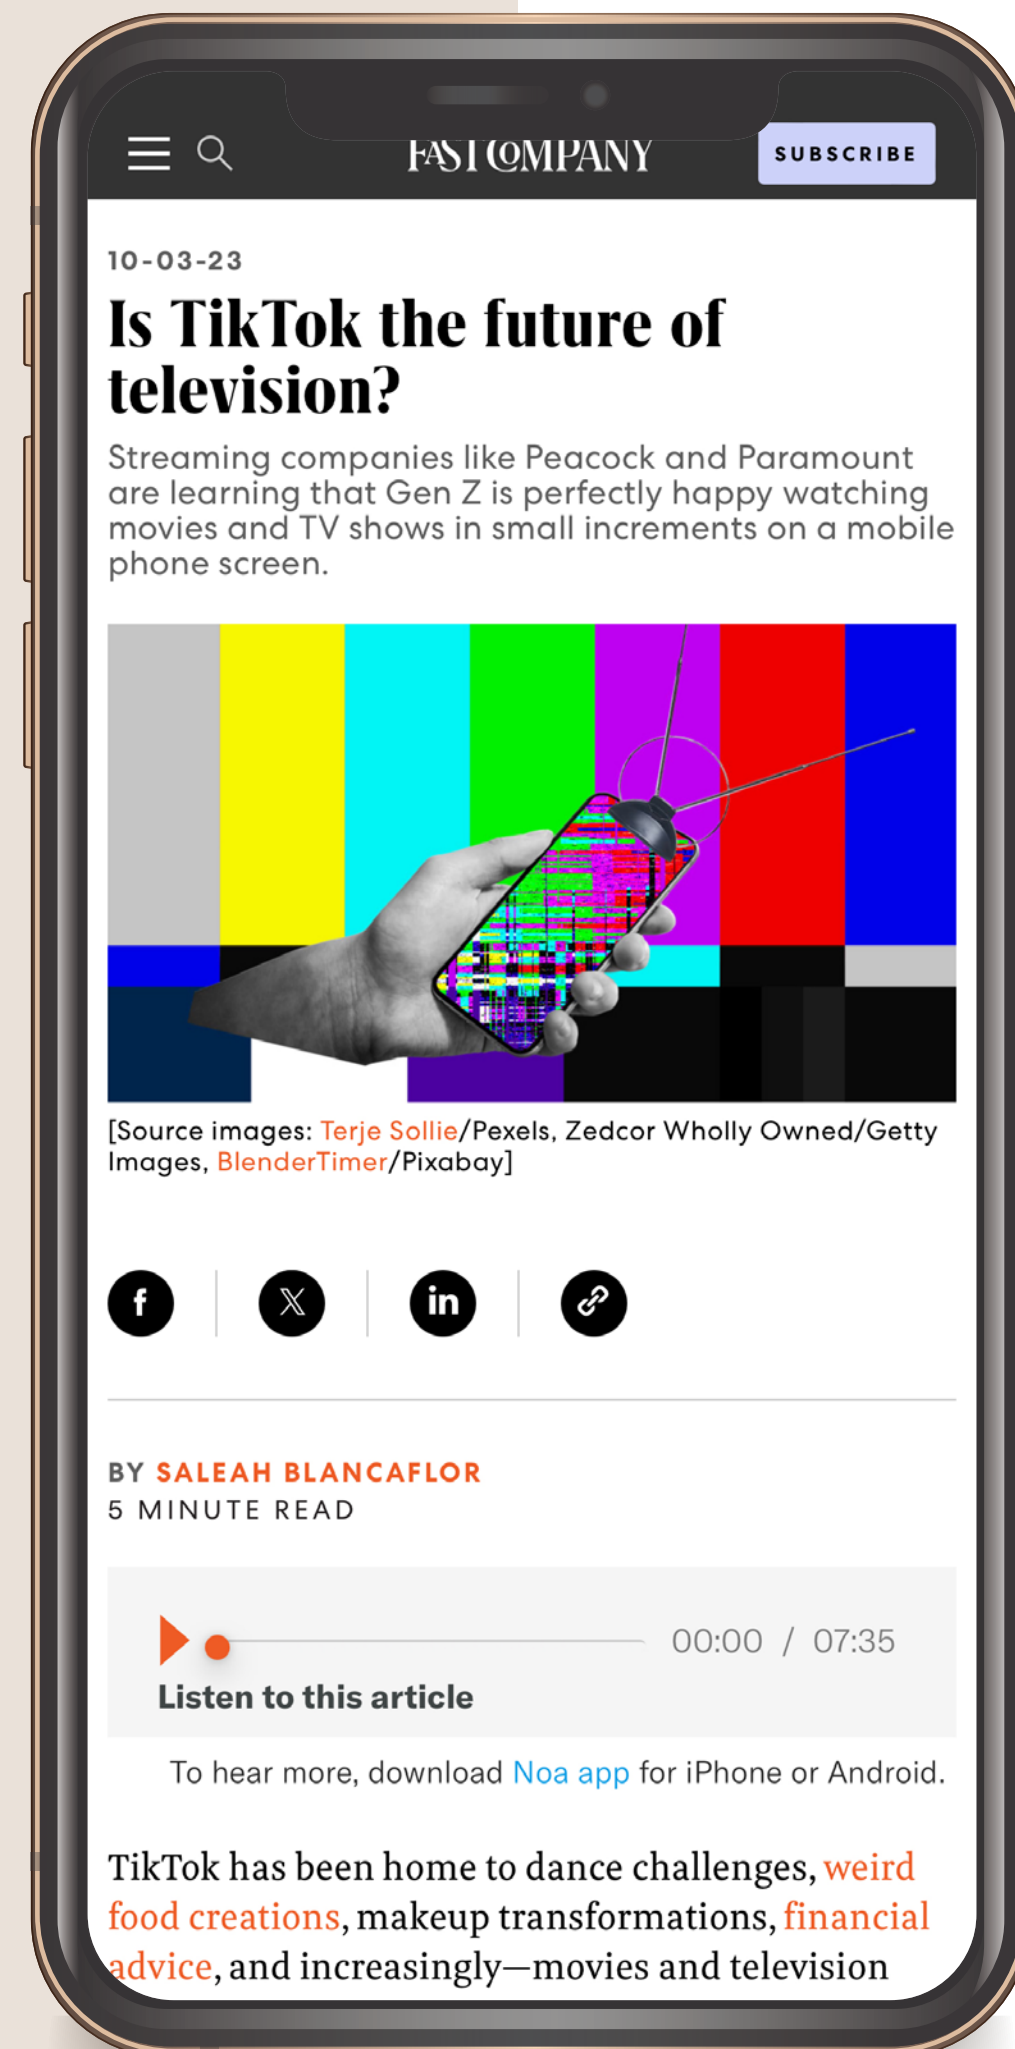 FAST COMPANY
SUBSCRIBE
10-03-23
Is TikTok the future of
television?
Streaming companies like Peacock and Paramount
are learning that Gen Z is perfectly happy watching
movies and TV shows in small increments on a mobile
phone screen.
[Source images: Terje Sollie/Pexels, Zedcor Wholly Owned/Getty
Images, BlenderTimer/Pixabay]
f
X
in
BY SALEAH BLANCAFLOR
5 MINUTE READ
00:00 / 07:35
Listen to this article
To hear more, download Noa app for iPhone or Android.
TikTok has been home to dance challenges, weird
food creations, makeup transformations, financial
advice, and increasingly—movies and television